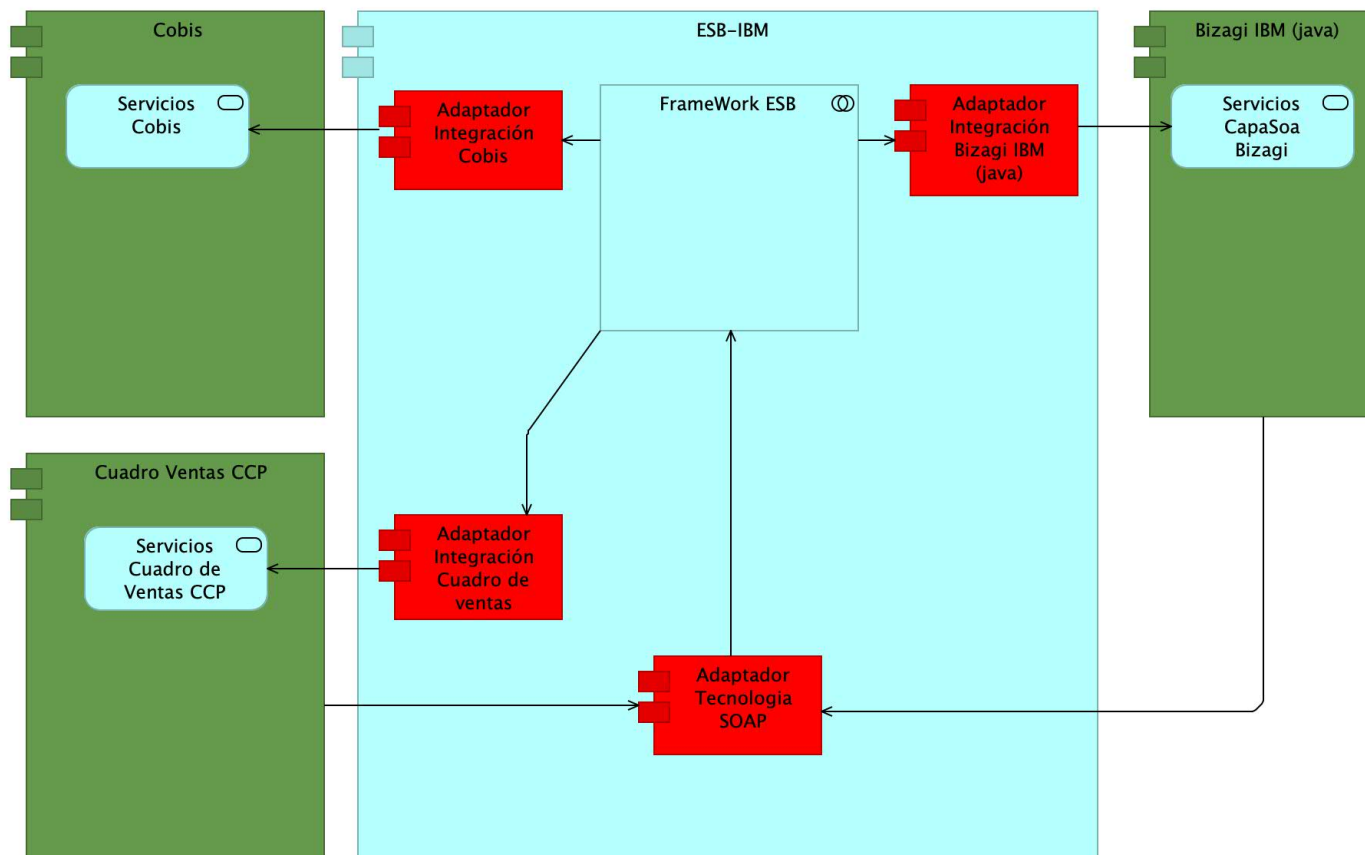 Cobis
Servicios
Cobis
ESB-IBM
Adaptador
Integración
Cobis
FrameWork ESB
Adaptador
Integración
Bizagi IBM
(java)
Bizagi IBM (java)
Servicios
CapaSoa
Bizagi
Cuadro Ventas CCP
Servicios
Cuadro de
Ventas CCP
Adaptador
Integración
Cuadro de
ventas
Adaptador
Tecnologia
SOAP